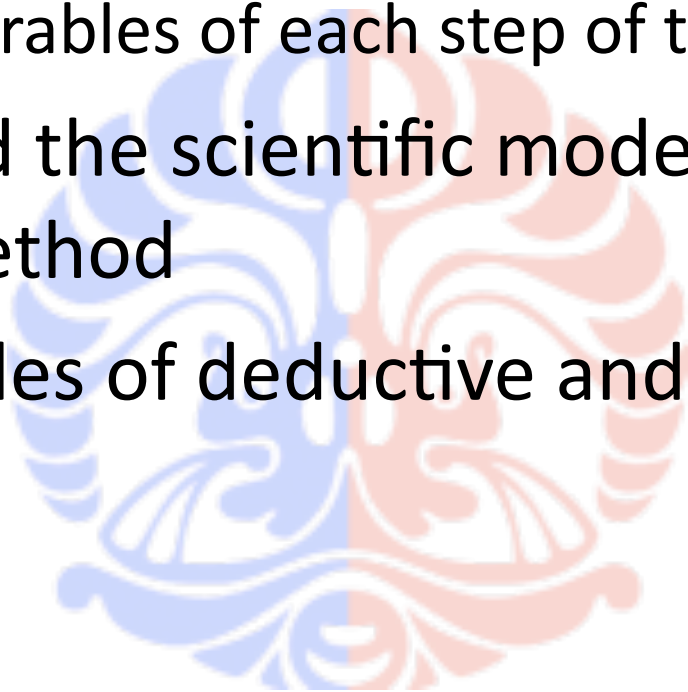 rables of each step of t
d the scientific mode
ethod
les of deductive and